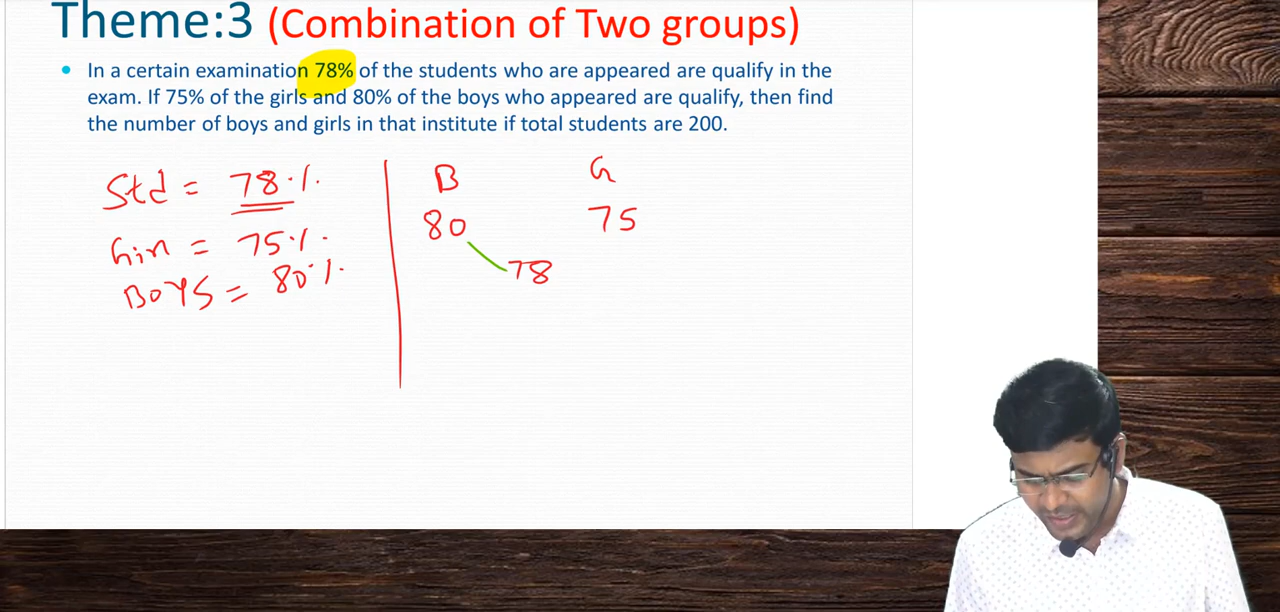 Theme:3 (Combination of Two groups)
• In a certain examination 78% of the students who are appeared are qualify in the
exam. If 75% of the girls and 80% of the boys who appeared are qualify, then find
the number of boys and girls in that institute if total students are 200.
Std = 78%
= 75%
BOYS = 80%
B G
80 75
78